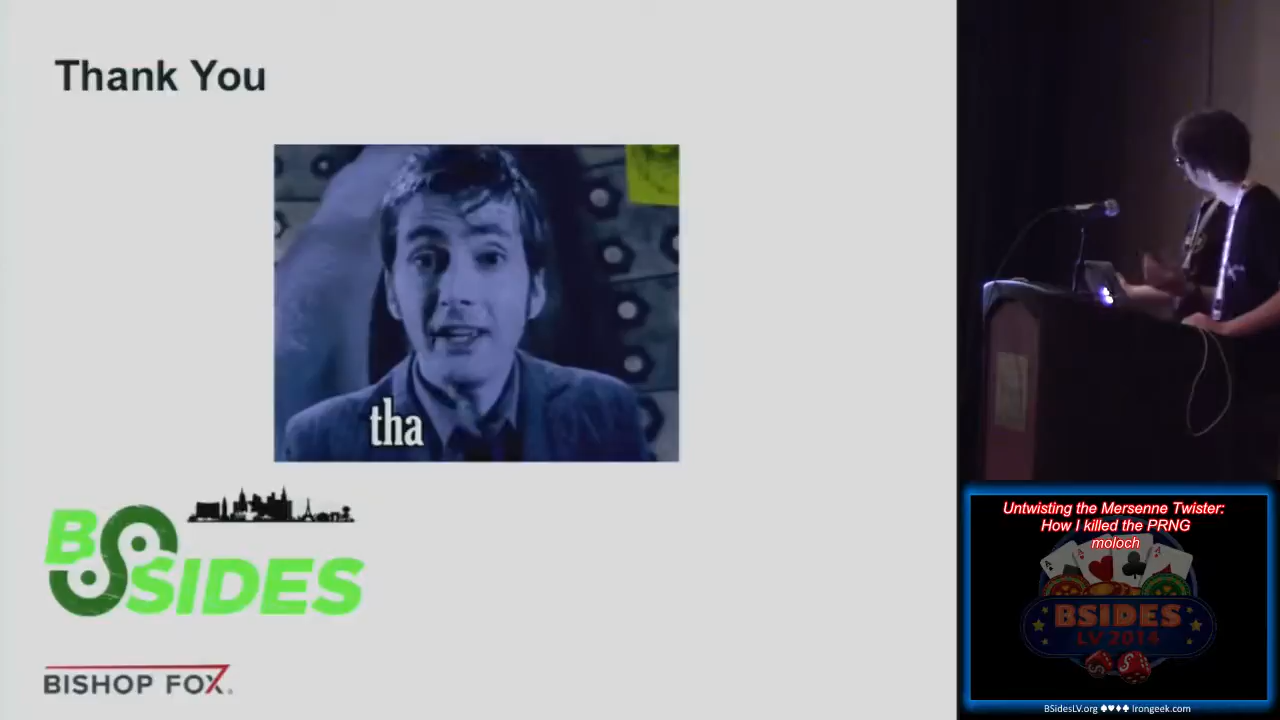 Thank You
tha
BSIDES
BISHOP FOX
Untwisting the Mersenne Twister:
How I killed the PRNG
moloch
BSIDES
LV 2014
BSidesLV.org ♠♥♦♣ Irongeek.com